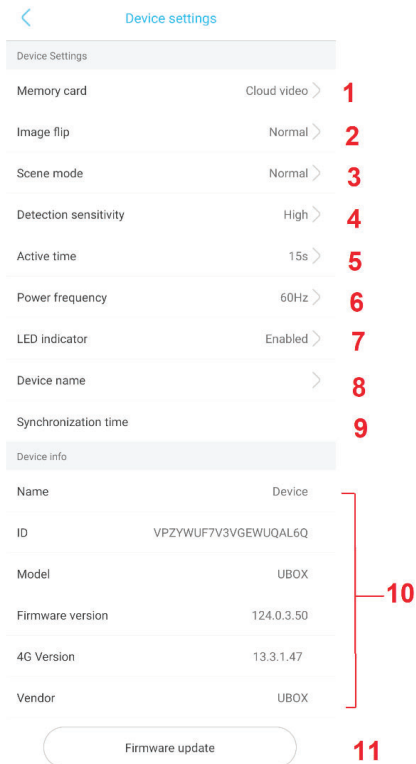 Device settings
Device Settings
Memory card Cloud video 1
Image flip Normal 2
Scene mode Normal 3
Detection sensitivity High 4
Active time 15s 5
Power frequency 60Hz 6
LED indicator Enabled 7
Device name 8
Synchronization time 9
Device info
Name Device
ID VPZYWUF7V3VGEWUQAL6Q
Model UBOX
10
Firmware version 124.0.3.50
4G Version 13.3.1.47
Vendor UBOX
Firmware update 11